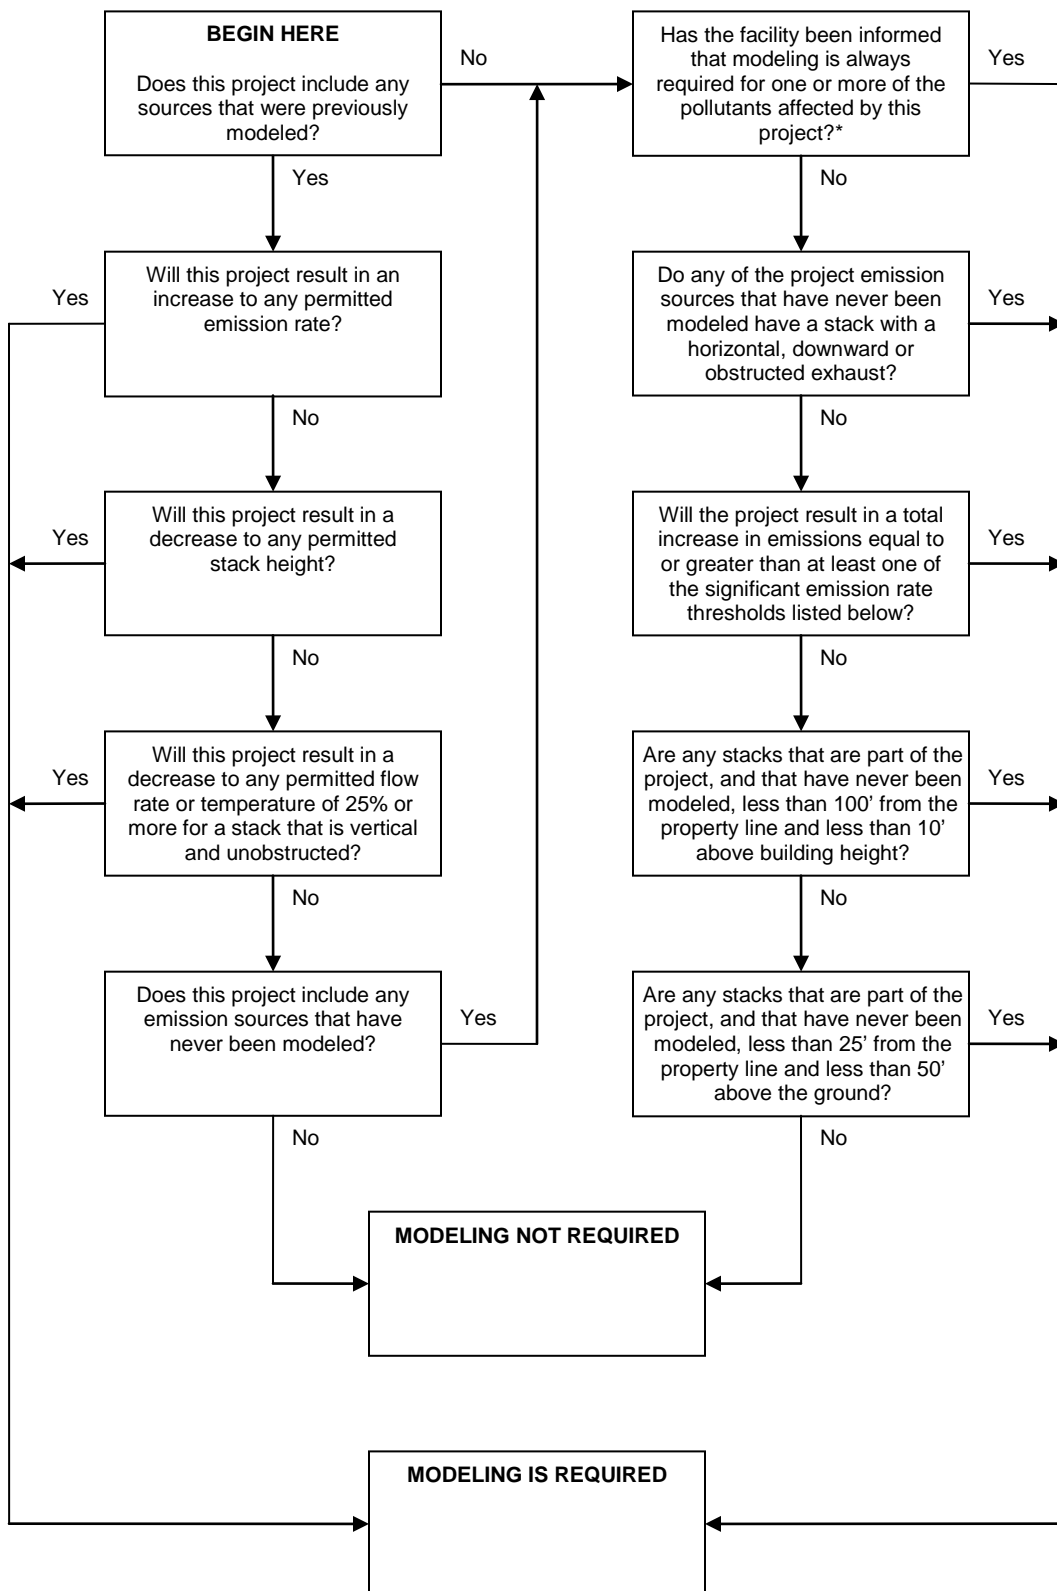 BEGIN HERE
Does this project include any
sources that were previously
modeled?
No
Yes
Will this project result in an
increase to any permitted
emission rate?
Yes
No
Will this project result in a
decrease to any permitted
stack height?
Yes
No
Will this project result in a
decrease to any permitted flow
rate or temperature of 25% or
more for a stack that is vertical
and unobstructed?
Yes
No
Does this project include any
emission sources that have
never been modeled?
Yes
No
Has the facility been informed
that modeling is always
required for one or more of the
pollutants affected by this
project?*
Yes
No
Do any of the project emission
sources that have never been
modeled have a stack with a
horizontal, downward or
obstructed exhaust?
Yes
No
Will the project result in a total
increase in emissions equal to
or greater than at least one of
the significant emission rate
thresholds listed below?
Yes
No
Are any stacks that are part of the
project, and that have never been
modeled, less than 100’ from the
property line and less than 10’
above building height?
Yes
No
Are any stacks that are part of the
project, and that have never been
modeled, less than 25’ from the
property line and less than 50’
above the ground?
Yes
No
MODELING NOT REQUIRED
MODELING IS REQUIRED